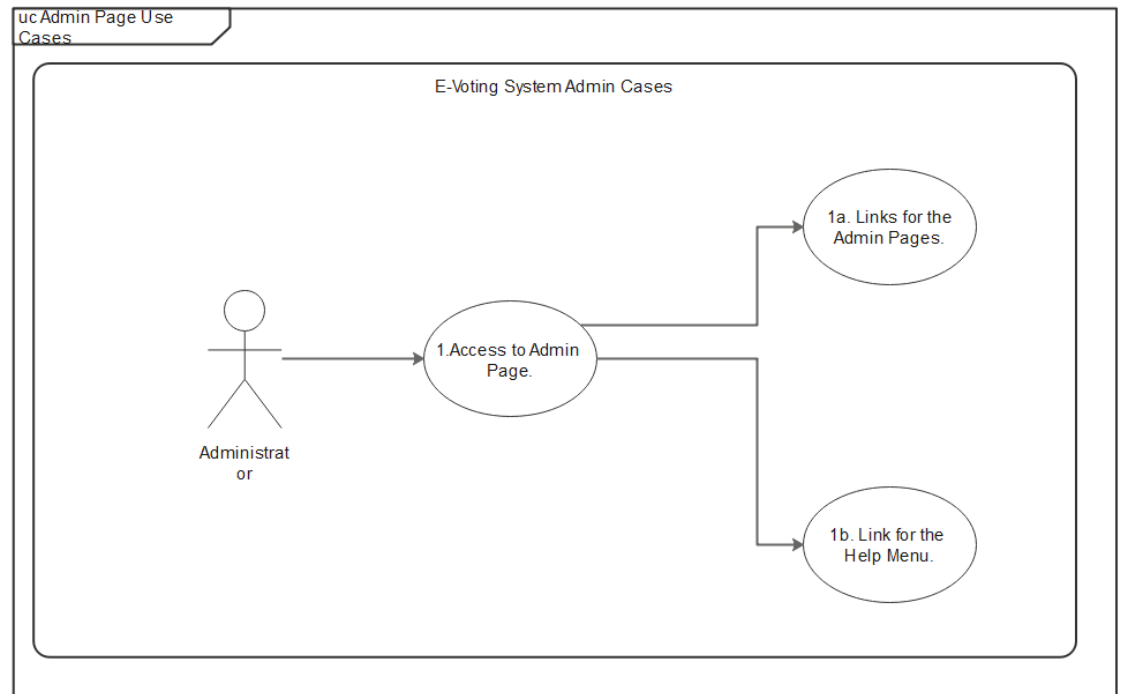 uc Admin Page Use
Cases
E-Voting System Admin Cases
1a. Links for the
Admin Pages.
1.Access to Admin
Page.
Administrat
or
1b. Link for the
Help Menu.